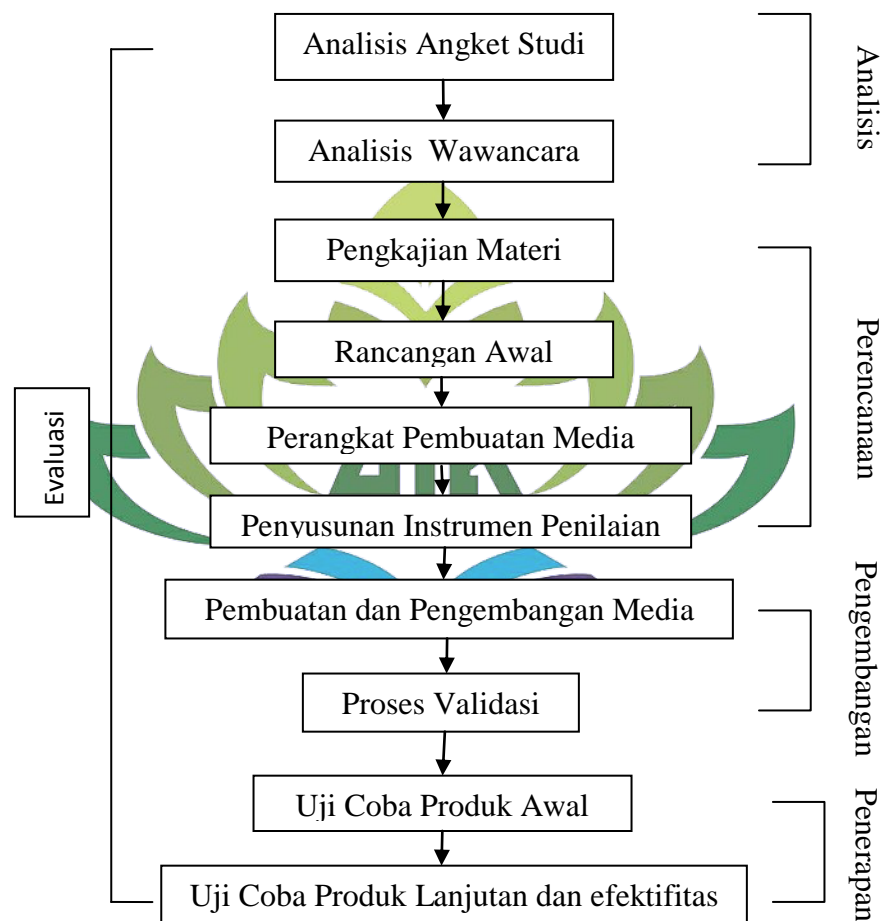 Analisis Angket Studi
Analisis Wawancara
Analisis
Pengkajian Materi
Rancangan Awal
Perangkat Pembuatan Media
Penyusunan Instrumen Penilaian
Perencanaan
Pembuatan dan Pengembangan Media
Proses Validasi
Pengembangan
Uji Coba Produk Awal
Uji Coba Produk Lanjutan dan efektifitas
Penerapan
Evaluasi